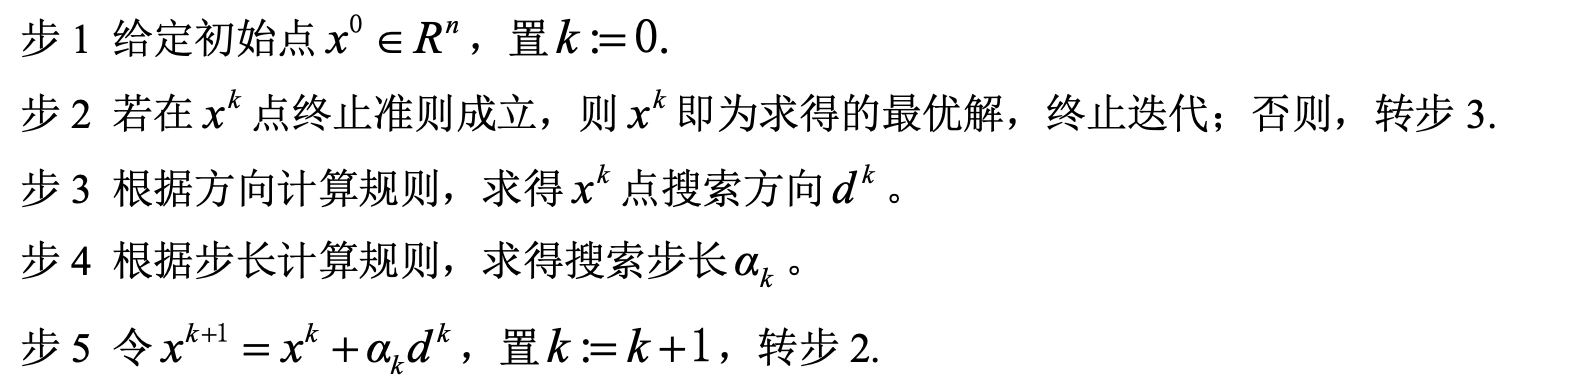 步 1 给定初始点 x^0 ∈ R^n，置 k := 0.
步 2 若在 x^k 点终止准则成立，则 x^k 即为求得的最优解，终止迭代；否则，转步 3.
步 3 根据方向计算规则，求得 x^k 点搜索方向 d^k 。
步 4 根据步长计算规则，求得搜索步长 α_k 。
步 5 令 x^{k+1} = x^k + α_k d^k，置 k := k + 1，转步 2.